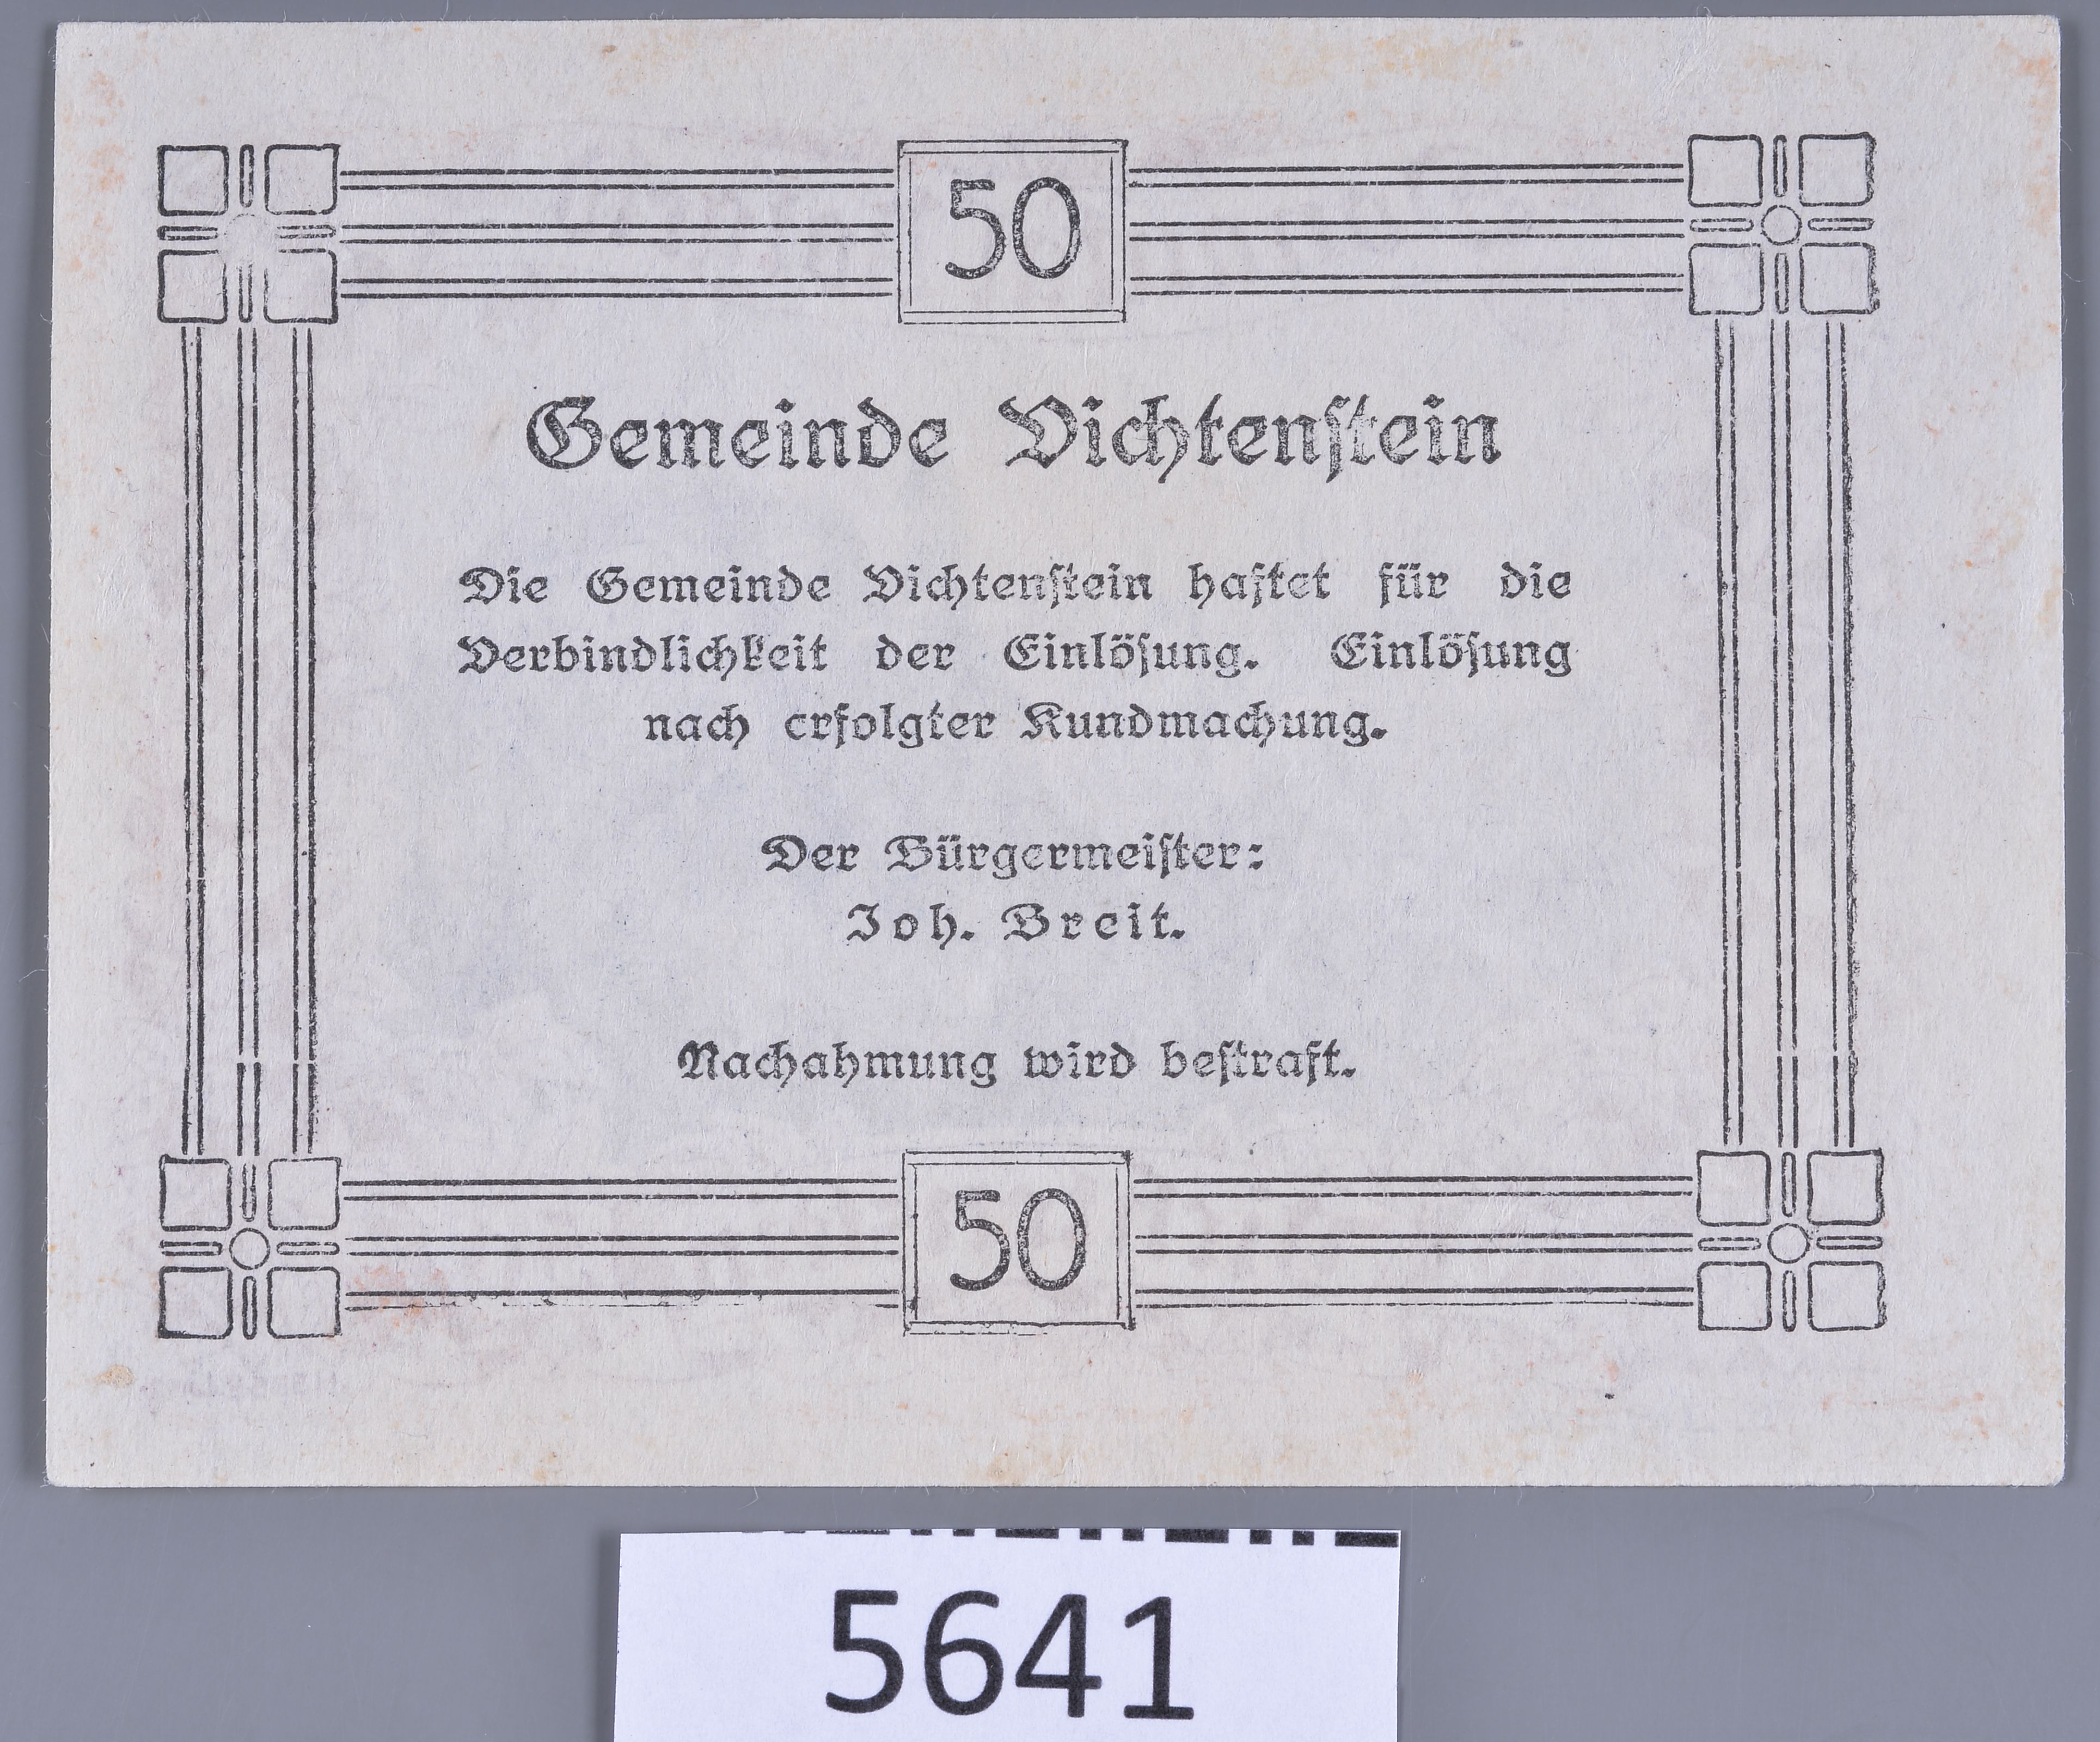 50
Gemeinde Vichtenstein
Die Gemeinde Vichtenstein haftet für die
Verbindlichkeit der Einlösung. Einlösung
nach erfolgter Kundmachung.
Der Bürgermeister:
Joh. Breit.
Nachahmung wird bestraft.
50
5641